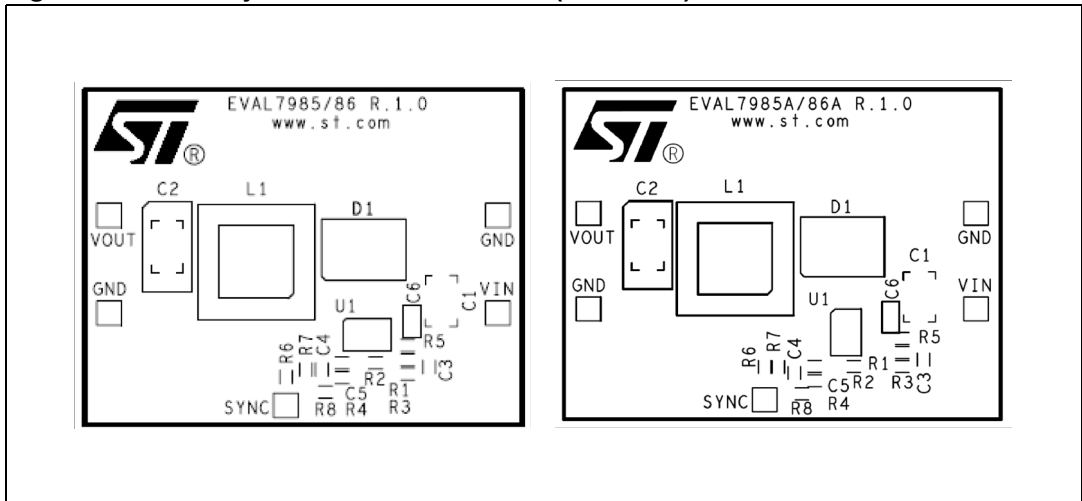 EVAL7985/86 R.1.0
www.st.com
ST®
C2
L1
D1
VOUT
GND
GND
VIN
C6
C1
U1
R6
R7
C4
R5
R2
C3
C5
R1
SYNC
R8
R4
R3
EVAL7985A/86A R.1.0
www.st.com
ST®
C2
L1
D1
VOUT
GND
C1
GND
VIN
C6
U1
R6
R7
C4
R5
R1
R2
R3
C3
C5
SYNC
R8
R4